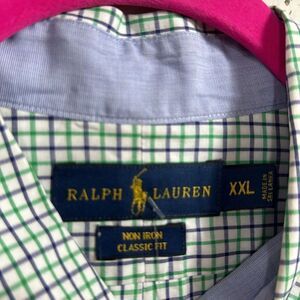 RALPH LAUREN
XXL
MADE IN
SRI LANKA
NON IRON
CLASSIC FIT